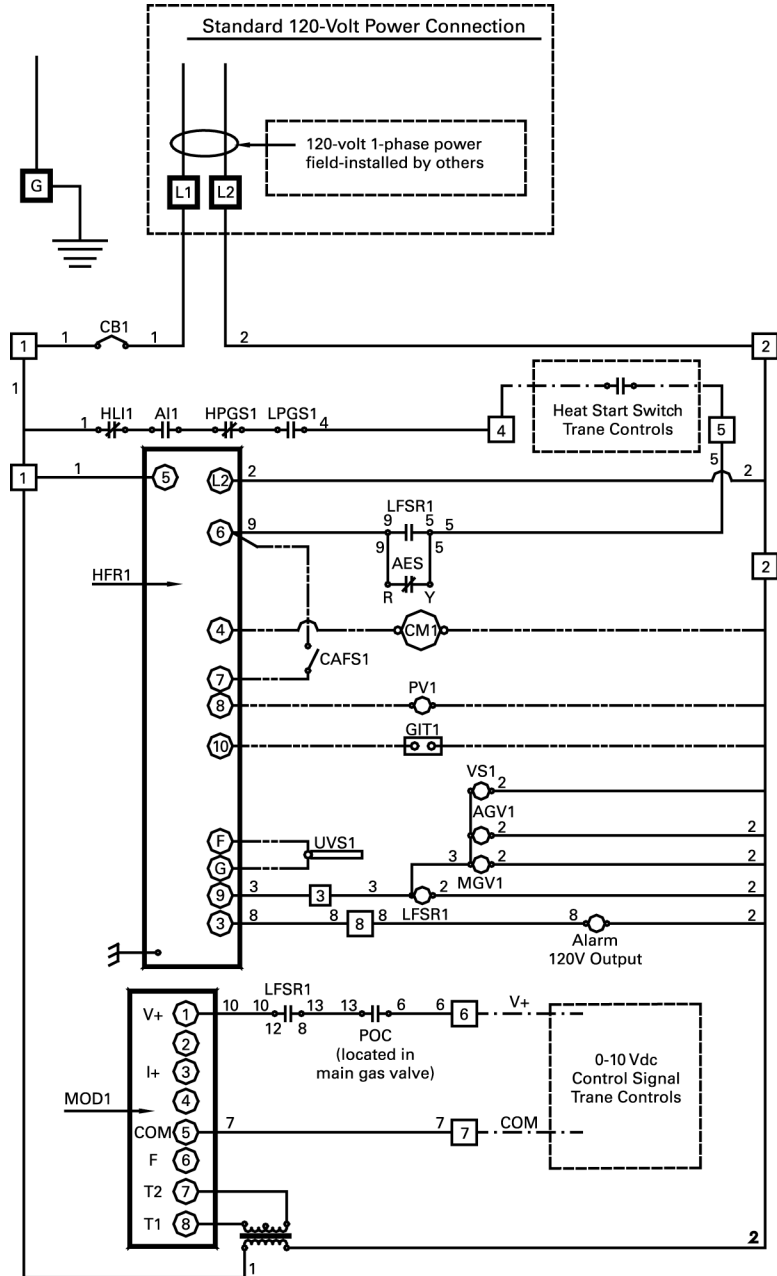 Standard 120-Volt Power Connection
120-volt 1-phase power
field-installed by others
G
L1
L2
CB1
1
1
1
2
2
1
HLI1
AI1
HPGS1
LPGS1
1
4
4
Heat Start Switch
Trane Controls
5
5
1
1
5
L2
2
2
6
9
LFSR1
9
5
5
9
5
AES
R
Y
2
HFR1
4
CM1
CAFS1
7
8
PV1
10
GIT1
VS1
2
AGV1
2
2
F
UVS1
G
3
2
MGV1
2
9
3
3
3
2
2
LFSR1
3
8
8
8
8
8
2
Alarm
120V Output
LFSR1
V+
1
10
10
13
13
6
6
6
V+
12
8
POC
(located in
main gas valve)
2
I+
3
0-10 Vdc
Control Signal
Trane Controls
MOD1
4
COM
5
7
7
7
COM
F
6
T2
7
T1
8
2
1